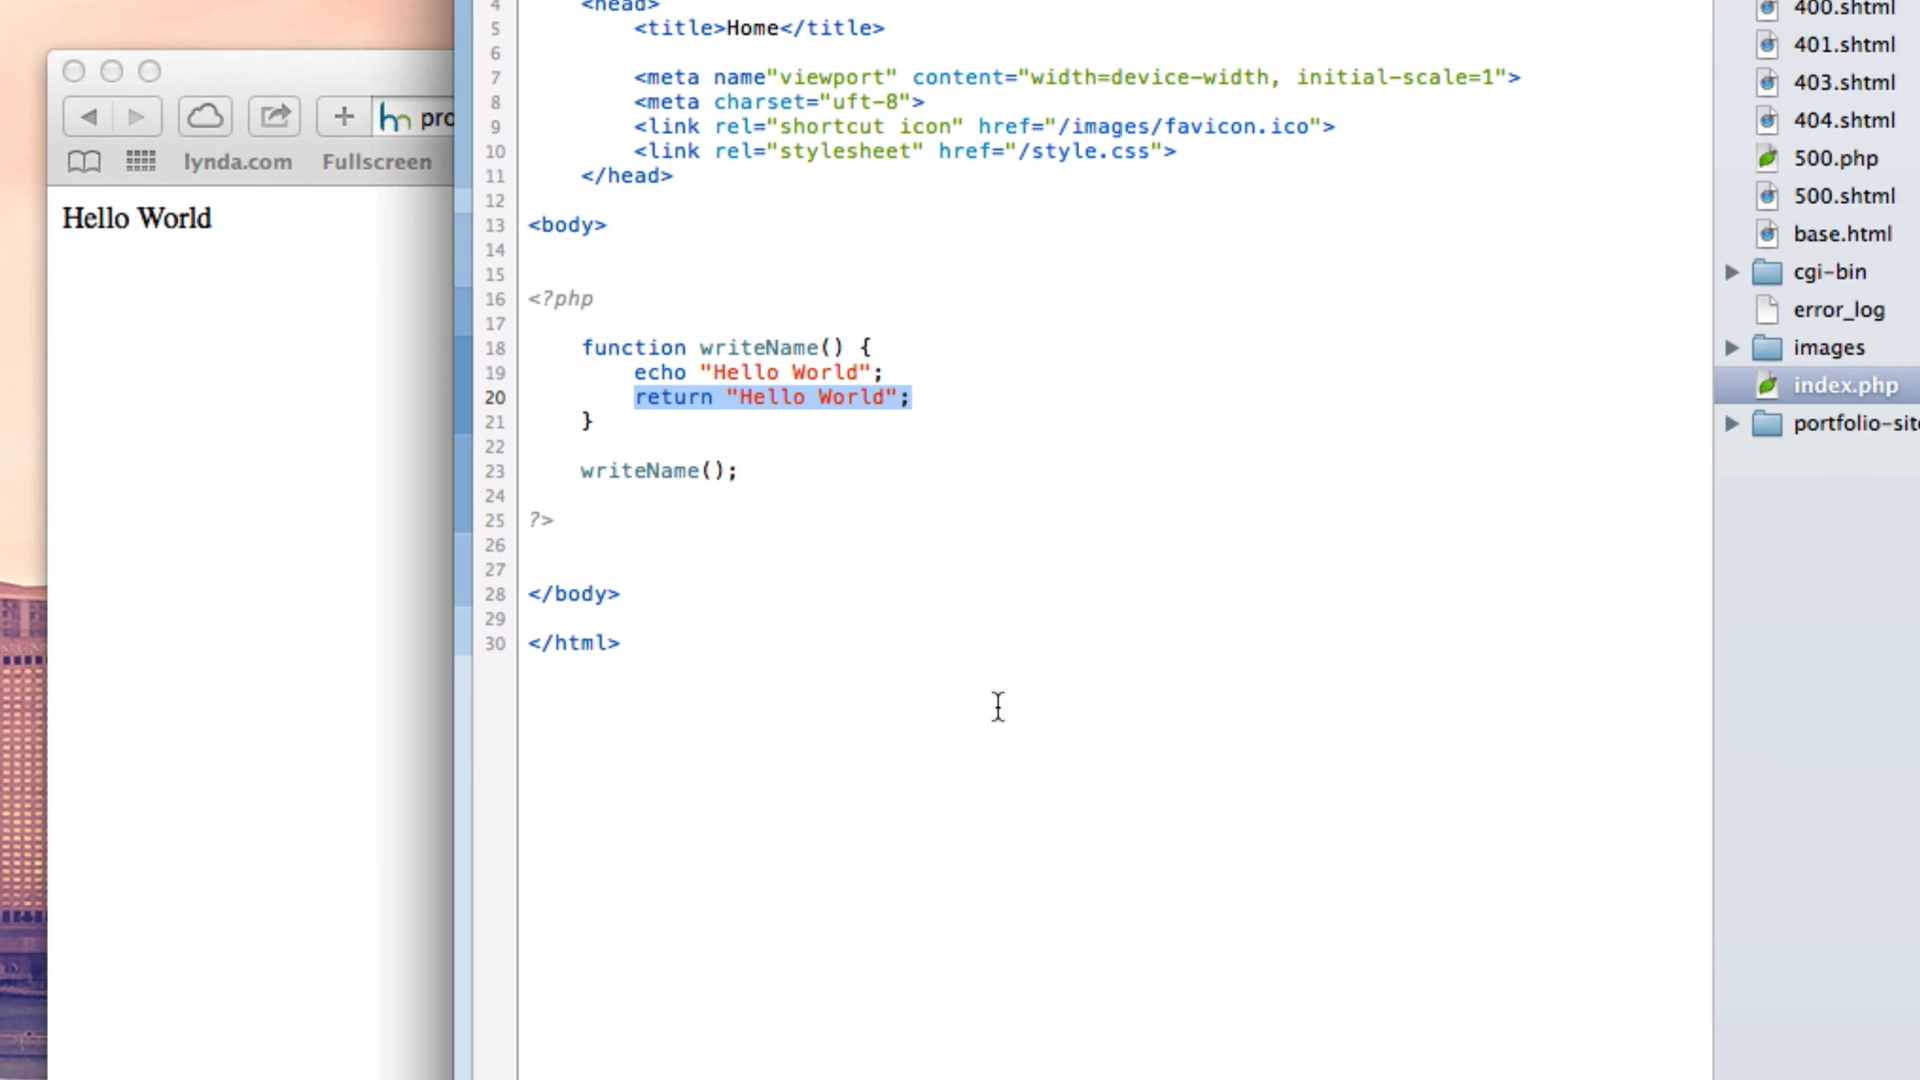 pro
lynda.com Fullscreen
Hello World
4 <head>
5 <title>Home</title>
6
7 <meta name"viewport" content="width=device-width, initial-scale=1">
8 <meta charset="uft-8">
9 <link rel="shortcut icon" href="/images/favicon.ico">
10 <link rel="stylesheet" href="/style.css">
11 </head>
12
13 <body>
14
15
16 <?php
17
18 function writeName() {
19 echo "Hello World";
20 return "Hello World";
21 }
22
23 writeName();
24
25 ?>
26
27
28 </body>
29
30 </html>
400.shtml
401.shtml
403.shtml
404.shtml
500.php
500.shtml
base.html
cgi-bin
error_log
images
index.php
portfolio-site